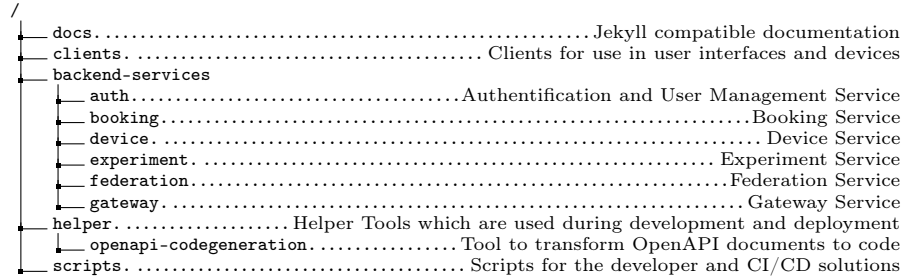 /
docs. . . . . . . . . . . . . . . . . . . . . . . . . . . . . . . . . . . . . . . . . . . . . . . . . . . . . . Jekyll compatible documentation
clients. . . . . . . . . . . . . . . . . . . . . . . . . . . . . . . . . . . . . . . . Clients for use in user interfaces and devices
backend-services
auth. . . . . . . . . . . . . . . . . . . . . . . . . . . . . . . . . . . . . Authentification and User Management Service
booking. . . . . . . . . . . . . . . . . . . . . . . . . . . . . . . . . . . . . . . . . . . . . . . . . . . . . . . . . . . . . . . . . Booking Service
device. . . . . . . . . . . . . . . . . . . . . . . . . . . . . . . . . . . . . . . . . . . . . . . . . . . . . . . . . . . . . . . . . . . . Device Service
experiment. . . . . . . . . . . . . . . . . . . . . . . . . . . . . . . . . . . . . . . . . . . . . . . . . . . . . . . . . . Experiment Service
federation. . . . . . . . . . . . . . . . . . . . . . . . . . . . . . . . . . . . . . . . . . . . . . . . . . . . . . . . . . . Federation Service
gateway. . . . . . . . . . . . . . . . . . . . . . . . . . . . . . . . . . . . . . . . . . . . . . . . . . . . . . . . . . . . . . . . . Gateway Service
helper. . . . . . . . . . . . . . . . . . . Helper Tools which are used during development and deployment
openapi-codegeneration. . . . . . . . . . . . . . . . . Tool to transform OpenAPI documents to code
scripts. . . . . . . . . . . . . . . . . . . . . . . . . . . . . . . . . . . . . . Scripts for the developer and CI/CD solutions